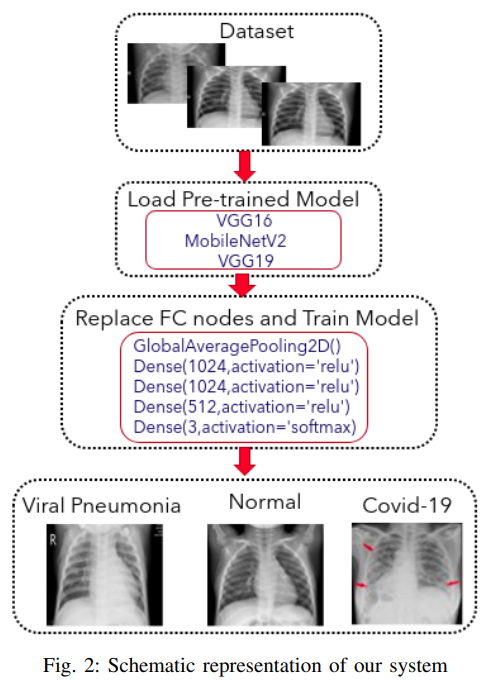 Dataset
Load Pre-trained Model
VGG16
MobileNetV2
VGG19
Replace FC nodes and Train Model
GlobalAveragePooling2D()
Dense(1024,activation='relu')
Dense(1024,activation='relu')
Dense(512,activation='relu')
Dense(3,activation='softmax)
Viral Pneumonia Normal Covid-19
R
Fig. 2: Schematic representation of our system